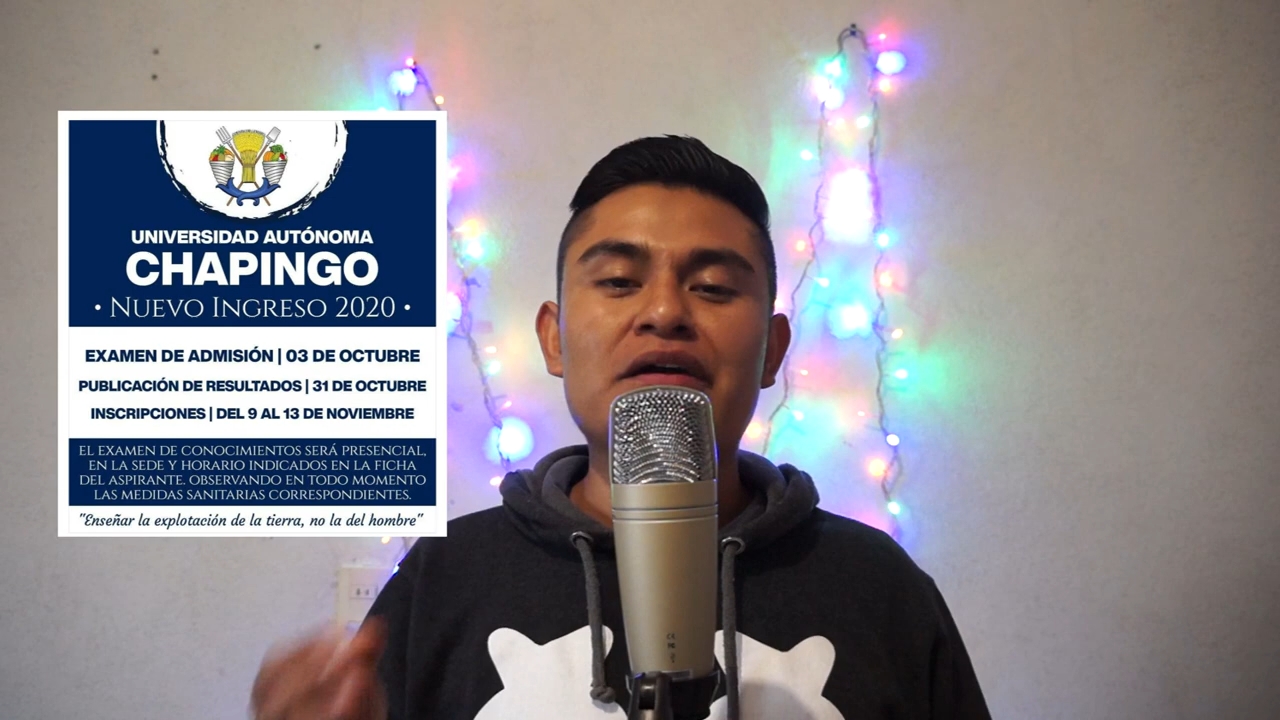 UNIVERSIDAD AUTÓNOMA
CHAPINGO
• NUEVO INGRESO 2020 •
EXAMEN DE ADMISIÓN | 03 DE OCTUBRE
PUBLICACIÓN DE RESULTADOS | 31 DE OCTUBRE
INSCRIPCIONES | DEL 9 AL 13 DE NOVIEMBRE
EL EXAMEN DE CONOCIMIENTOS SERÁ PRESENCIAL,
EN LA SEDE Y HORARIO INDICADOS EN LA FICHA
DEL ASPIRANTE. OBSERVANDO EN TODO MOMENTO
LAS MEDIDAS SANITARIAS CORRESPONDIENTES.
"Enseñar la explotación de la tierra, no la del hombre"
CE